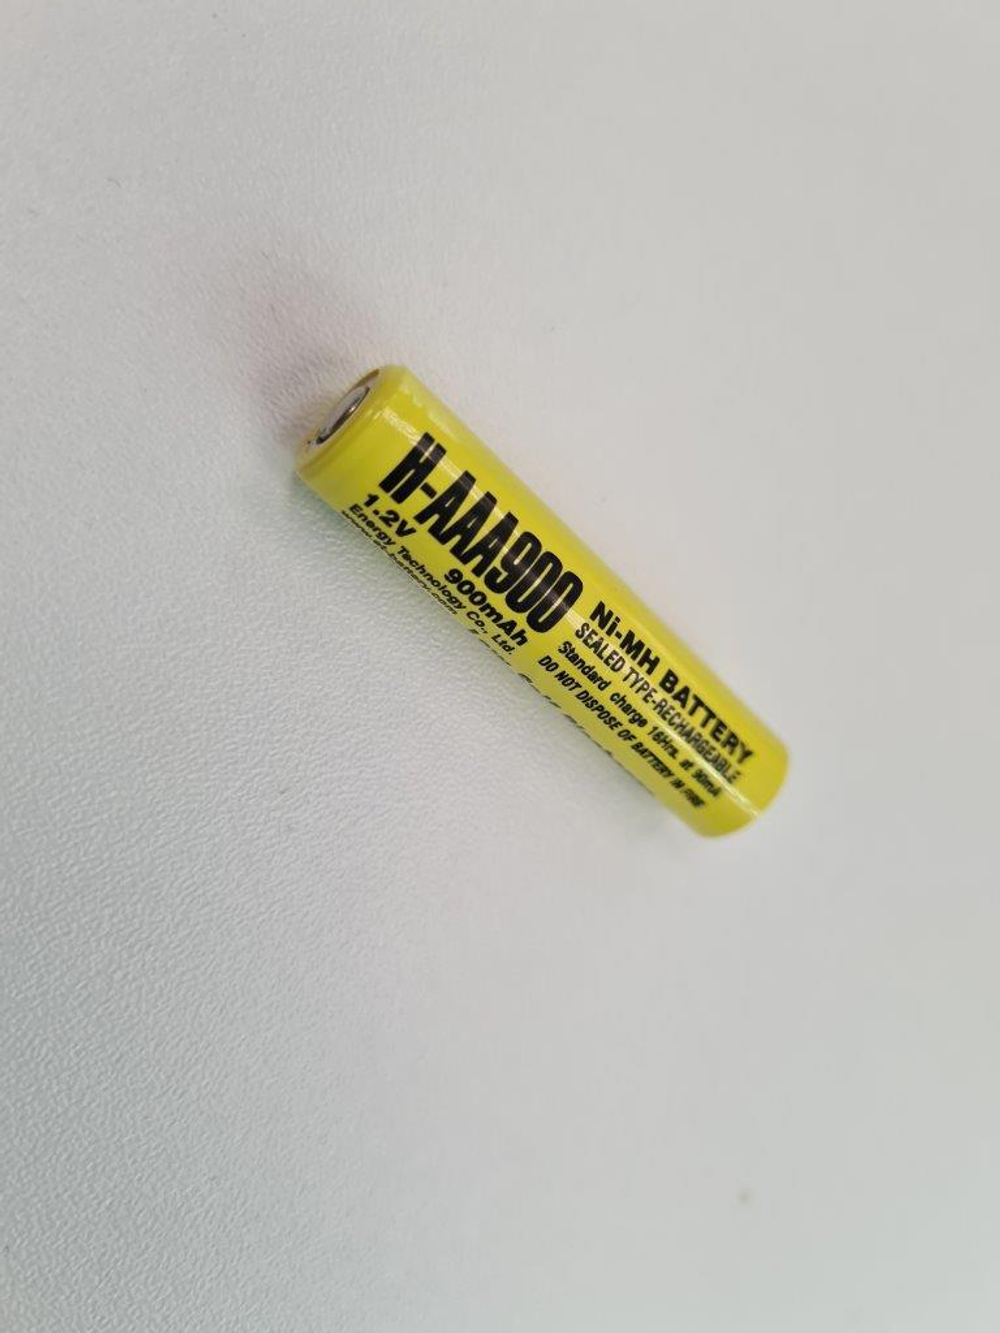 H-AAA900
1.2V 900mAh
Energy Technology Co., Ltd.
Ni-MH BATTERY
SEALED TYPE-RECHARGEABLE
Standard charge 16Hrs. at 90mA
DO NOT DISPOSE OF BATTERY IN FIRE